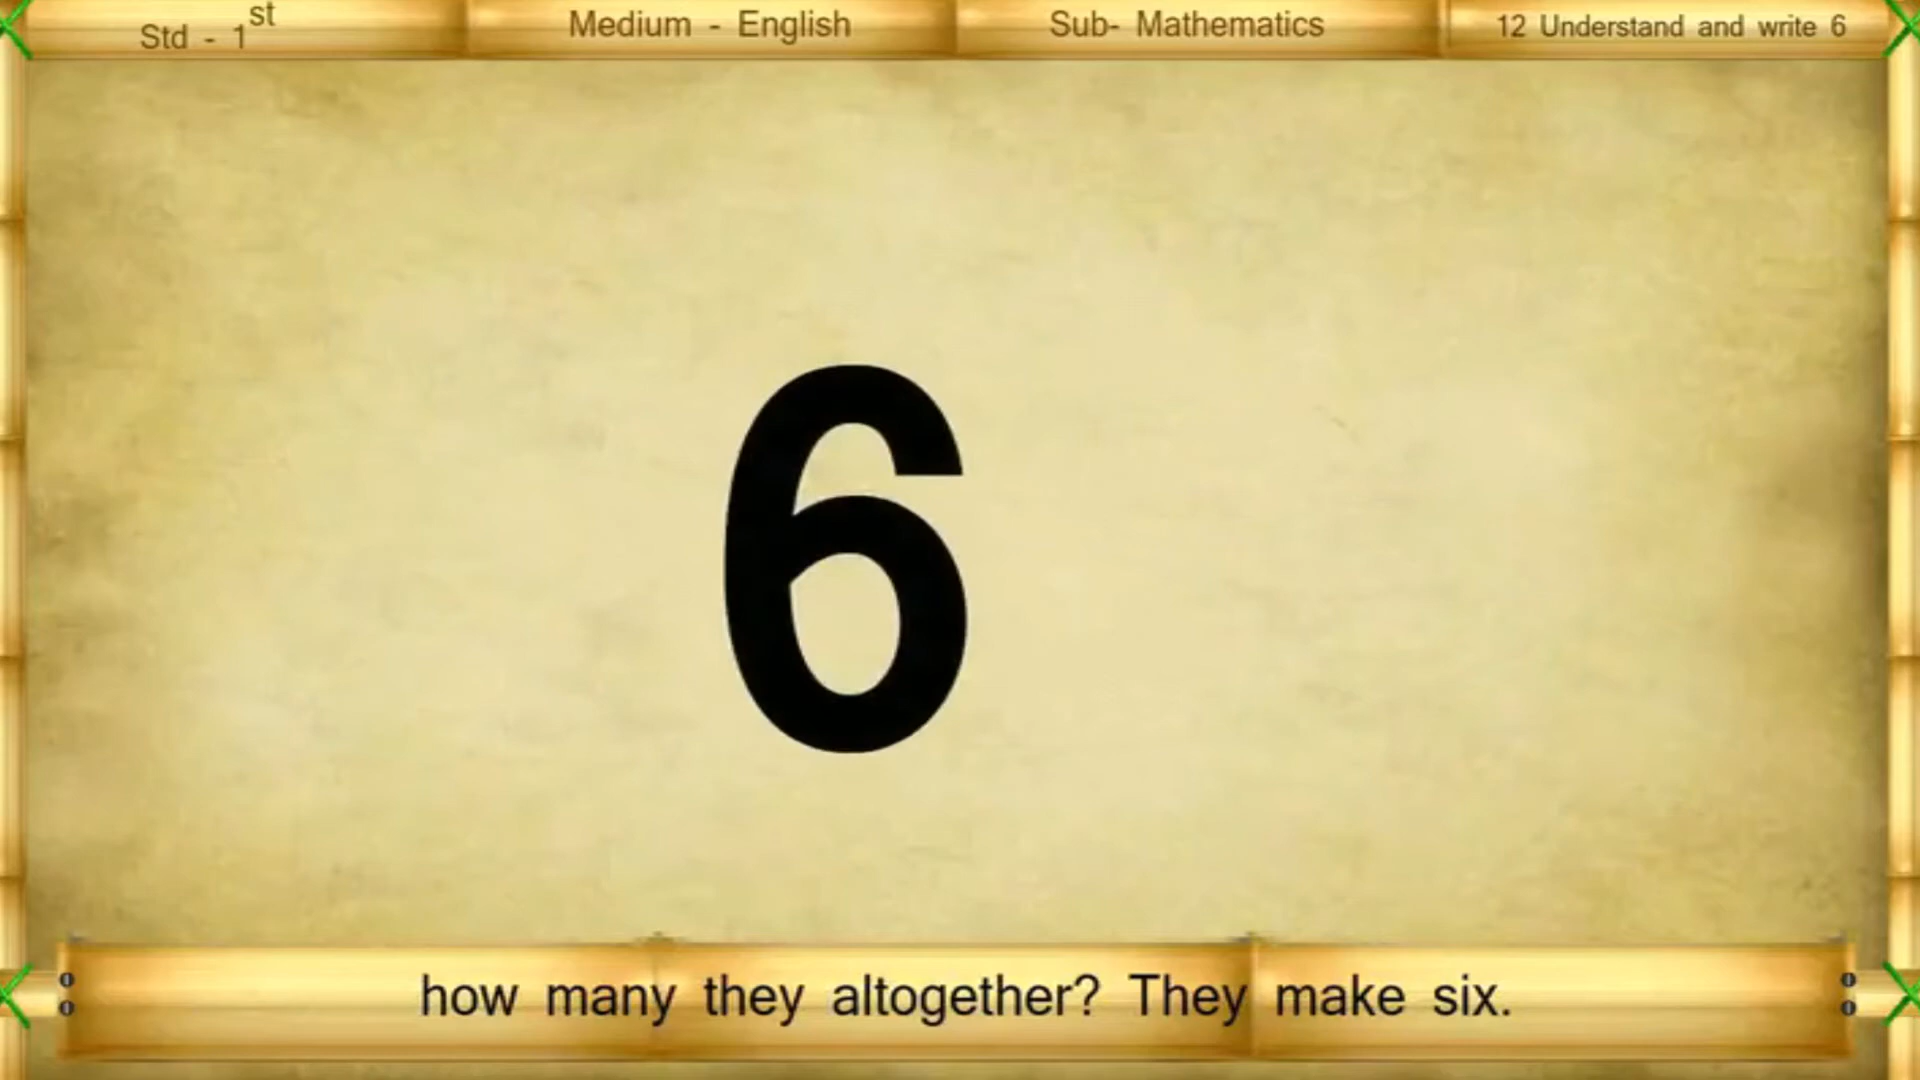 Std - 1st
Medium - English
Sub- Mathematics
12 Understand and write 6
6
how many they altogether? They make six.